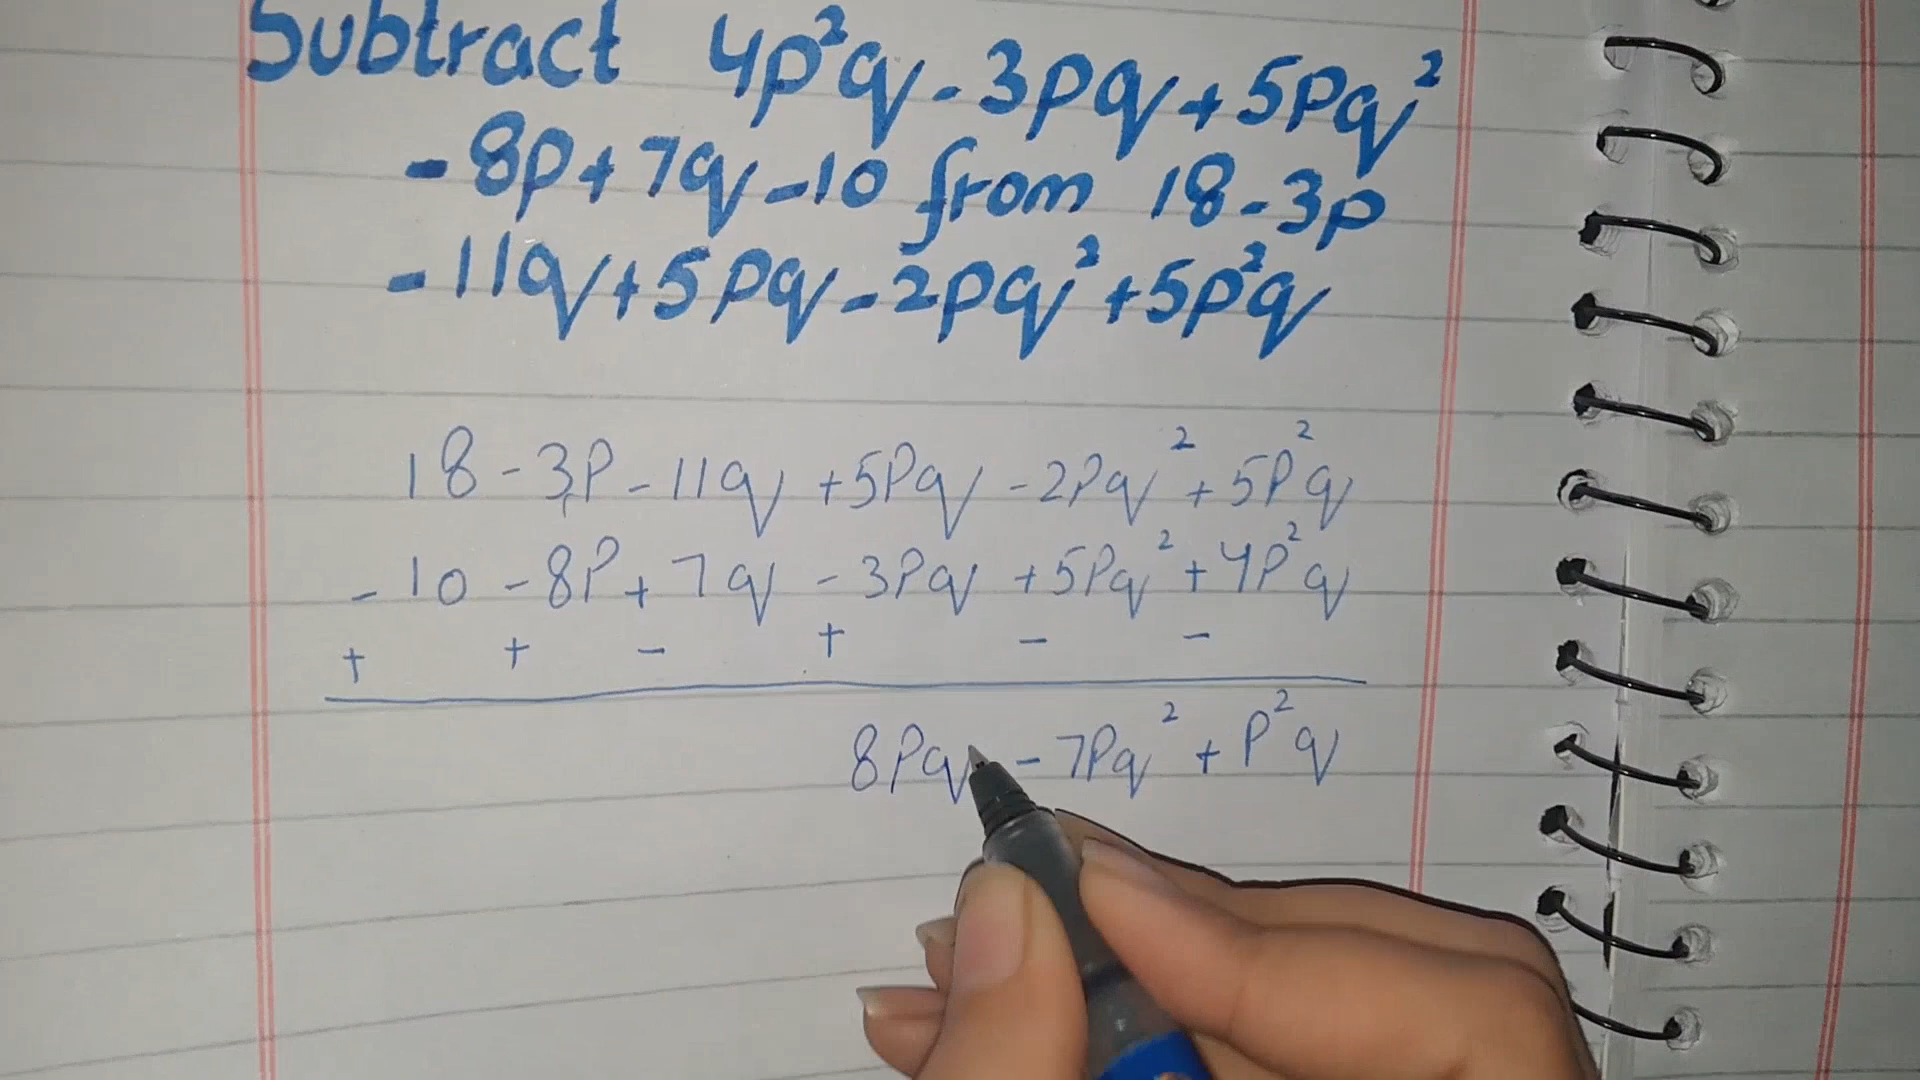 Subtract 4p²q - 3pq + 5pq²
- 8p + 7q - 10 from 18 - 3p
- 11q + 5pq - 2pq² + 5p²q
18 - 3p - 11q + 5pq - 2pq² + 5p²q
- 10 - 8p + 7q - 3pq + 5pq² + 4p²q
+ + - + - -
8pq - 7pq² + p²q